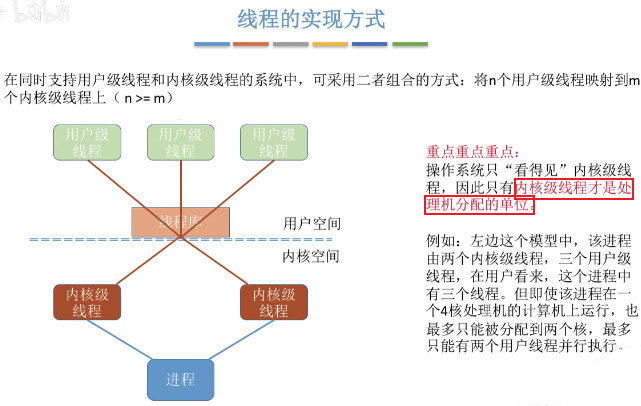 bilibili
线程的实现方式
在同时支持用户级线程和内核级线程的系统中，可采用二者组合的方式：将n个用户级线程映射到m
个内核级线程上（ n >= m）
用户级
线程
用户级
线程
用户级
线程
线程库
用户空间
内核空间
内核级
线程
内核级
线程
进程
重点重点重点：
操作系统只“看得见”内核级线
程，因此只有内核级线程才是处
理机分配的单位。
例如：左边这个模型中，该进程
由两个内核级线程，三个用户级
线程，在用户看来，这个进程中
有三个线程。但即使该进程在一
个4核处理机的计算机上运行，也
最多只能被分配到两个核，最多
只能有两个用户线程并行执行。